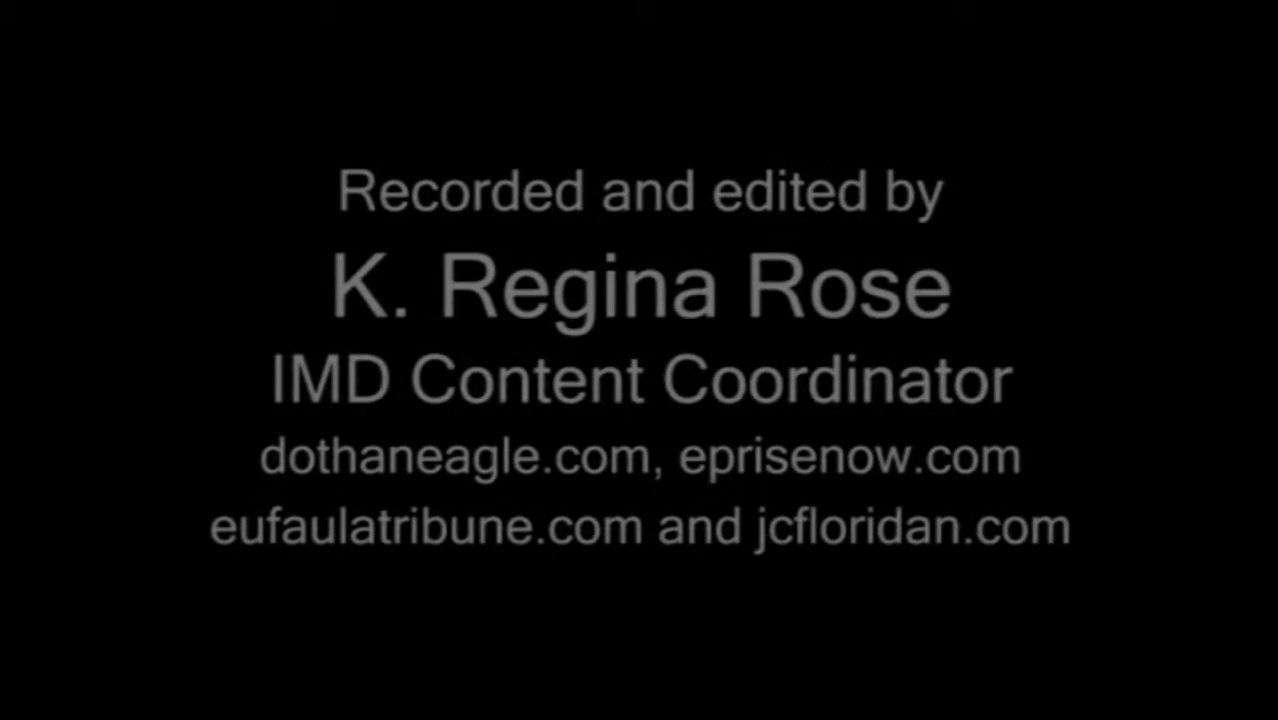 Recorded and edited by
K. Regina Rose
IMD Content Coordinator
dothaneagle.com, eprisenow.com
eufaulatribune.com and jcfloridan.com